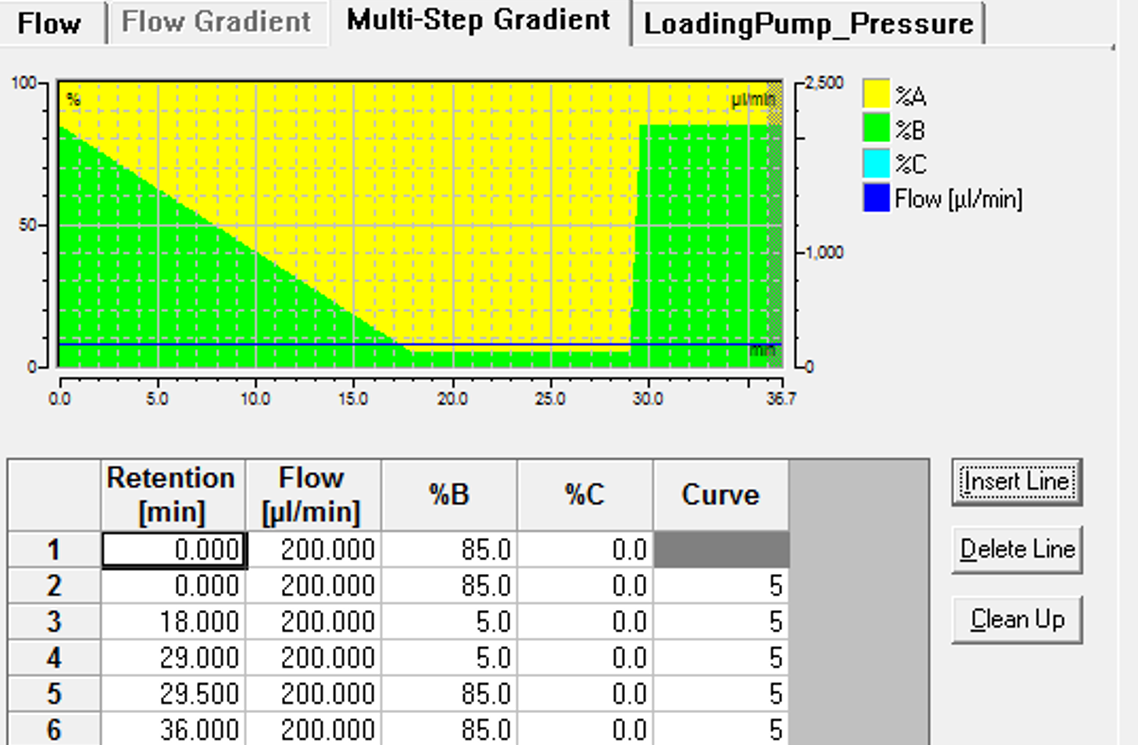 Flow Flow Gradient Multi-Step Gradient LoadingPump_Pressure
100 % µl/min 2,500
%A
%B
%C
Flow [µl/min]
50
1,000
min
0 0
0.0 5.0 10.0 15.0 20.0 25.0 30.0 36.7
Retention [min] Flow [µl/min] %B %C Curve
1 0.000 200.000 85.0 0.0
2 0.000 200.000 85.0 0.0 5
3 18.000 200.000 5.0 0.0 5
4 29.000 200.000 5.0 0.0 5
5 29.500 200.000 85.0 0.0 5
6 36.000 200.000 85.0 0.0 5
Insert Line
Delete Line
Clean Up